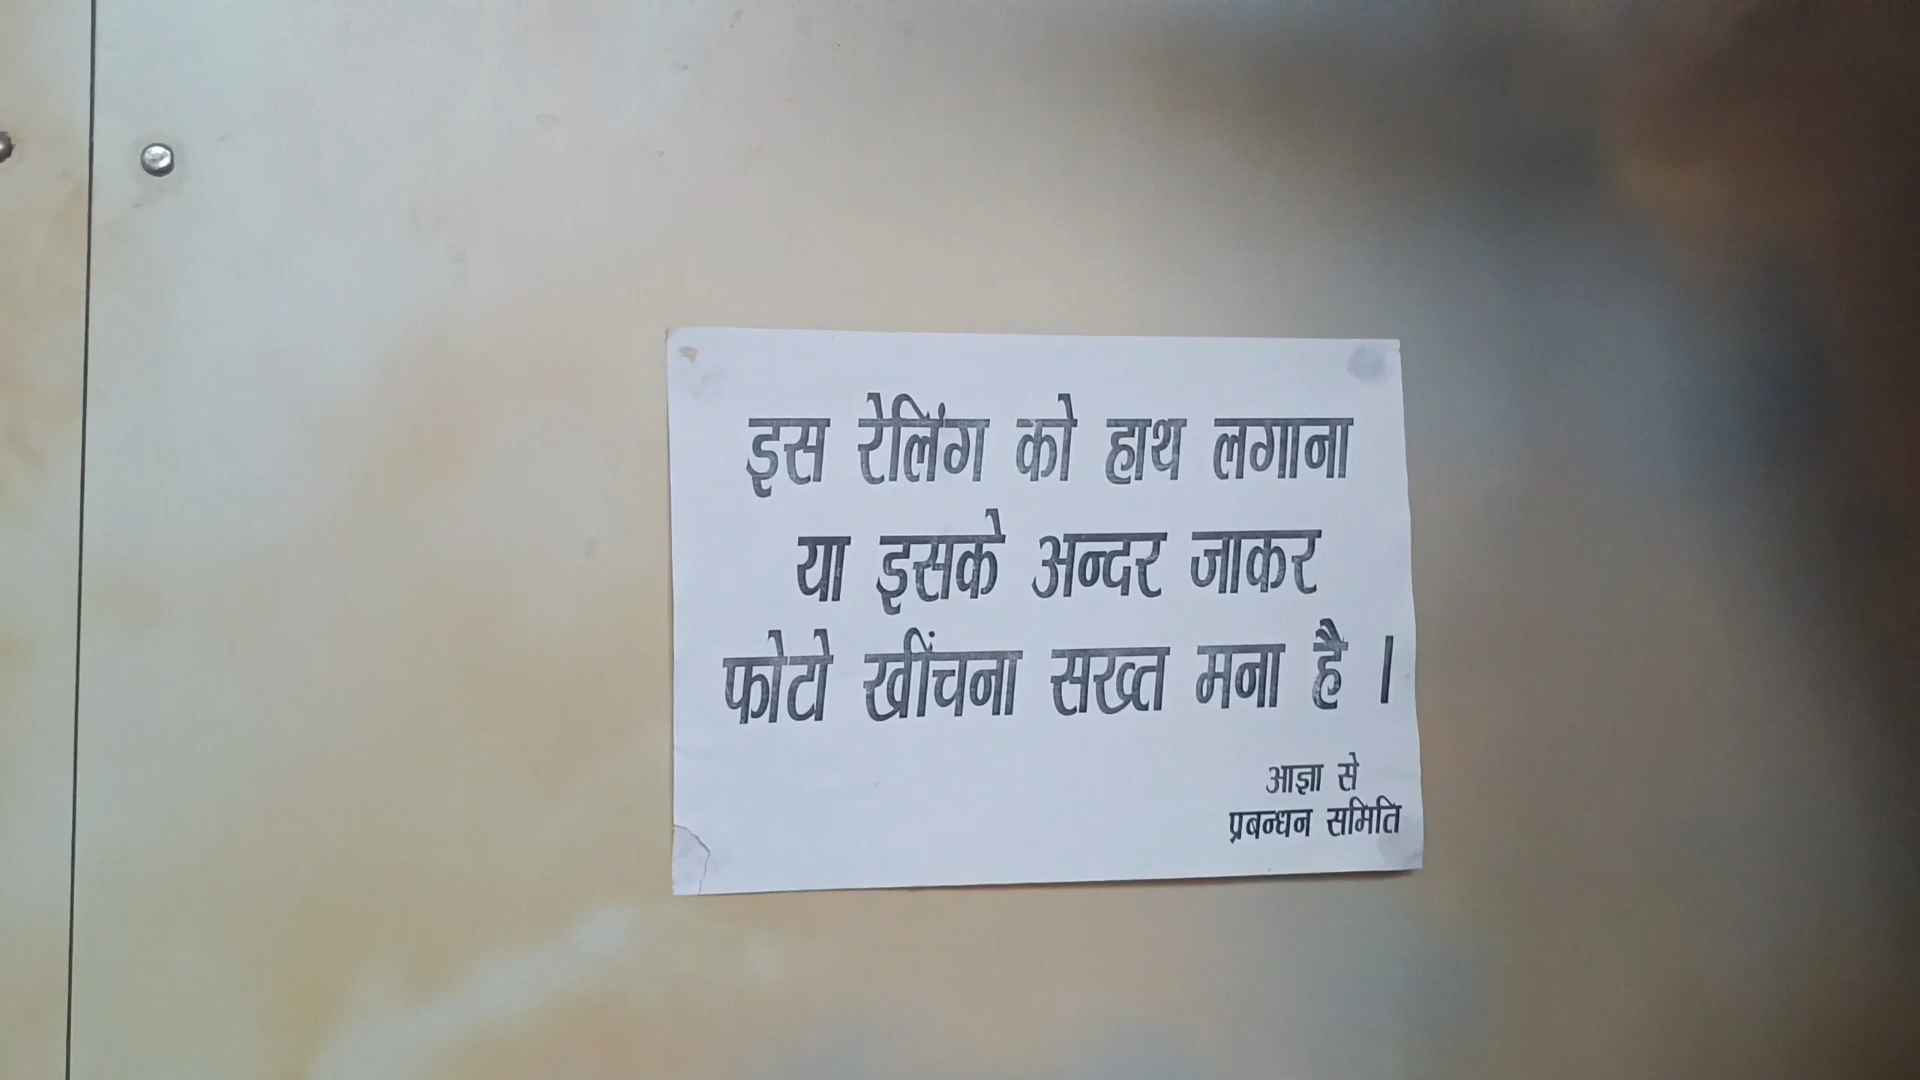 इस रेलिंग को हाथ लगाना
या इसके अन्दर जाकर
फोटो खींचना सख्त मना है ।
आज्ञा से
प्रबन्धन समिति